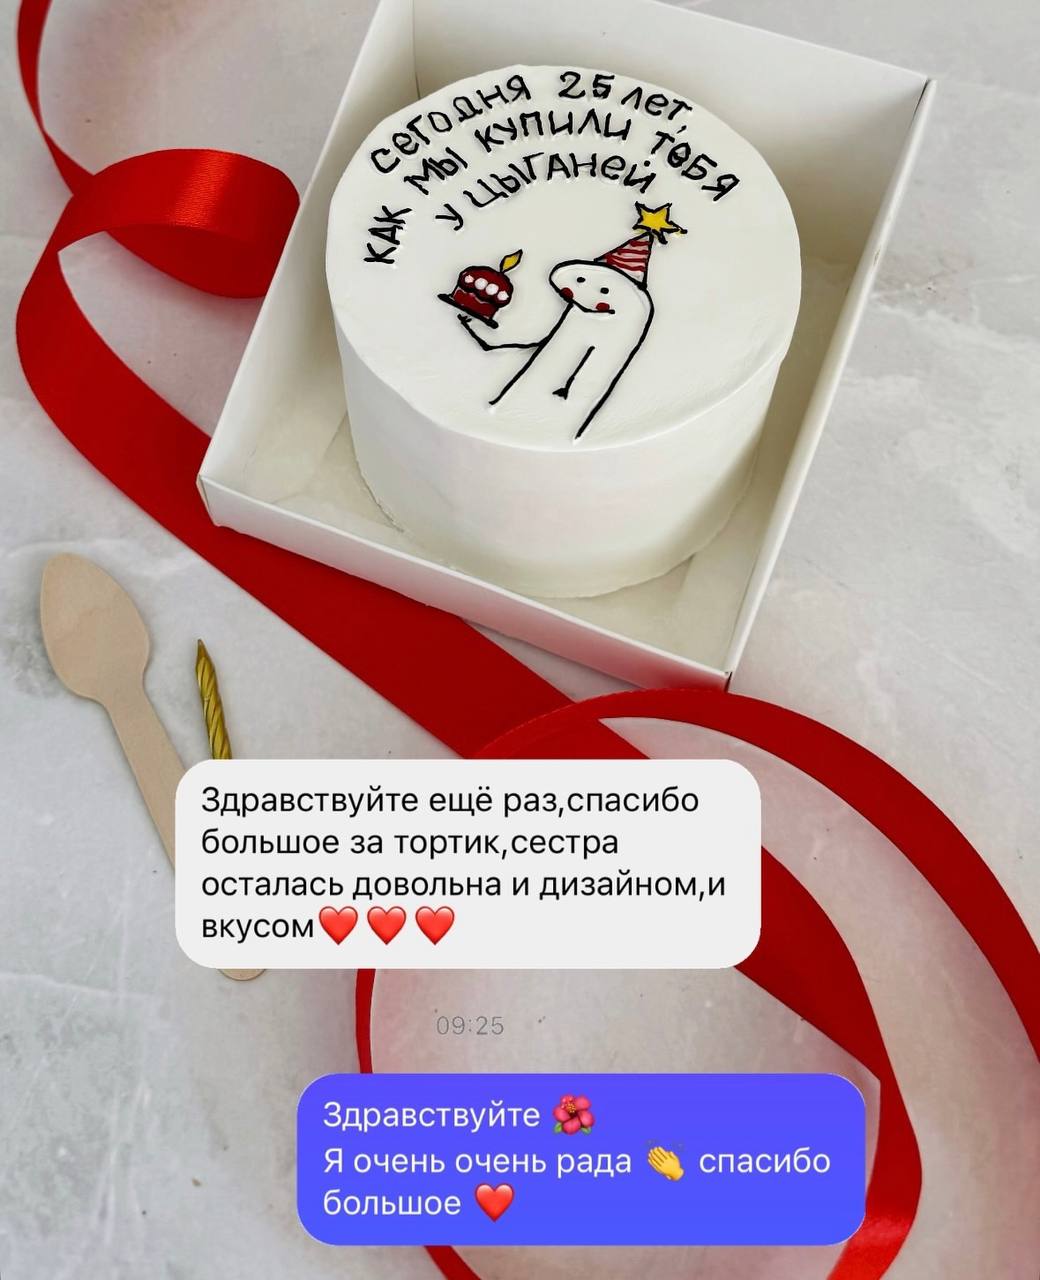 сегодня 25 лет
как мы купили тебя
у цыганей
Здравствуйте ещё раз,спасибо
большое за тортик,сестра
осталась довольна и дизайном,и
вкусом❤️❤️❤️
09:25
Здравствуйте 🌺
Я очень очень рада 👏 спасибо
большое ❤️